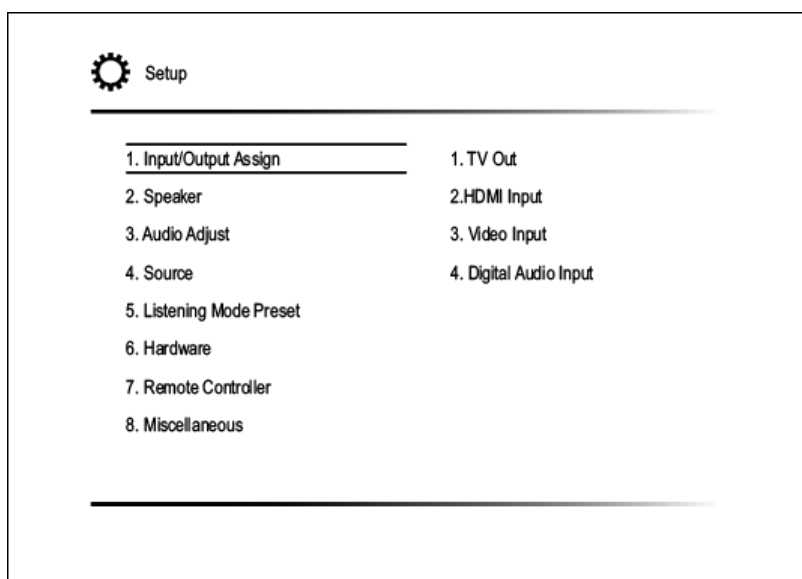 Setup
1. Input/Output Assign
2. Speaker
3. Audio Adjust
4. Source
5. Listening Mode Preset
6. Hardware
7. Remote Controller
8. Miscellaneous
1. TV Out
2.HDMI Input
3. Video Input
4. Digital Audio Input